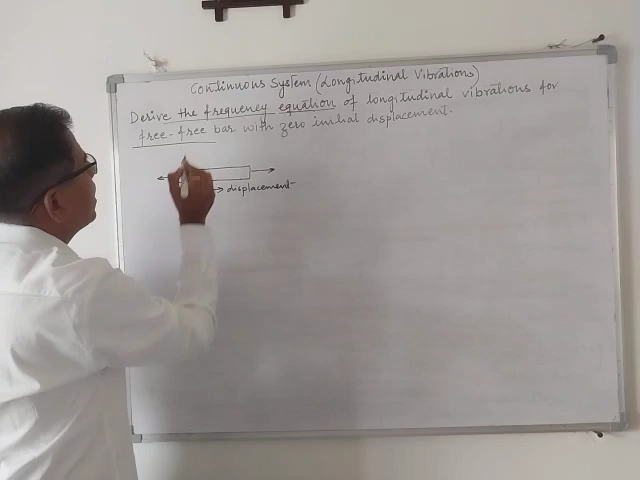 Continuous System (Longitudinal Vibrations)
Derive the frequency equation of longitudinal vibrations for
free-free bar with zero initial displacement.
displacement